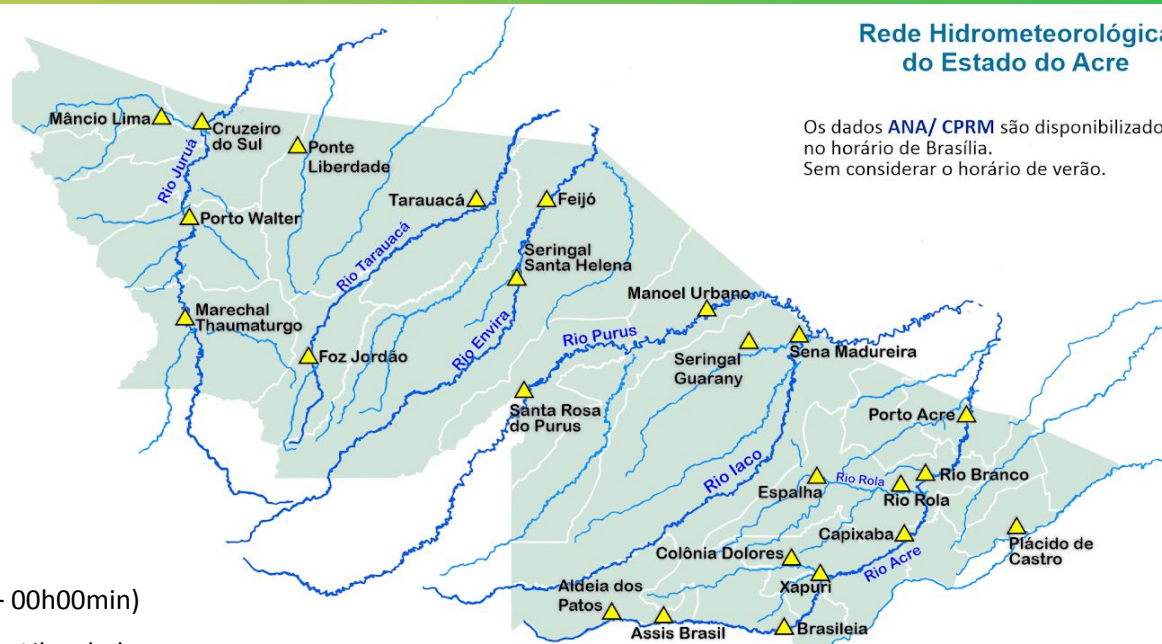 Rede Hidrometeorológica
do Estado do Acre
Os dados ANA/ CPRM são disponibilizado
no horário de Brasília.
Sem considerar o horário de verão.
Mâncio Lima
Cruzeiro
do Sul
Ponte
Liberdade
Rio Juruá
Tarauacá
Feijó
Porto Walter
Rio Tarauacá
Seringal
Santa Helena
Manoel Urbano
Marechal
Thaumaturgo
Rio Envira
Rio Purus
Foz Jordão
Seringal
Guarany
Sena Madureira
Santa Rosa
do Purus
Porto Acre
Rio Iaco
Espalha
Rio Rola
Rio Rola
Rio Branco
Capixaba
Plácido de
Castro
Colônia Dolores
Rio Acre
Xapuri
Aldeia dos
Patos
Assis Brasil
Brasileia
- 00h00min)